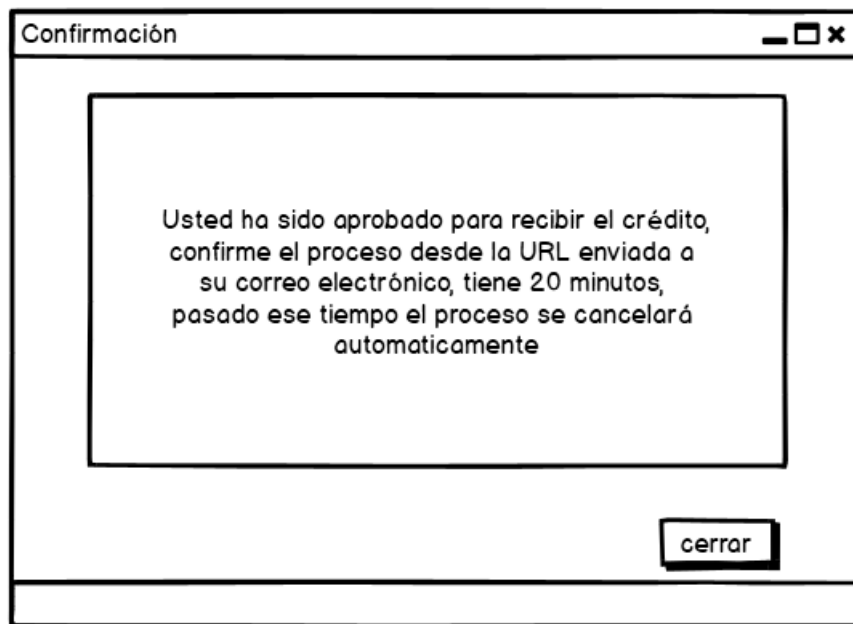 Confirmación
Usted ha sido aprobado para recibir el crédito,
confirme el proceso desde la URL enviada a
su correo electrónico, tiene 20 minutos,
pasado ese tiempo el proceso se cancelará
automaticamente
cerrar